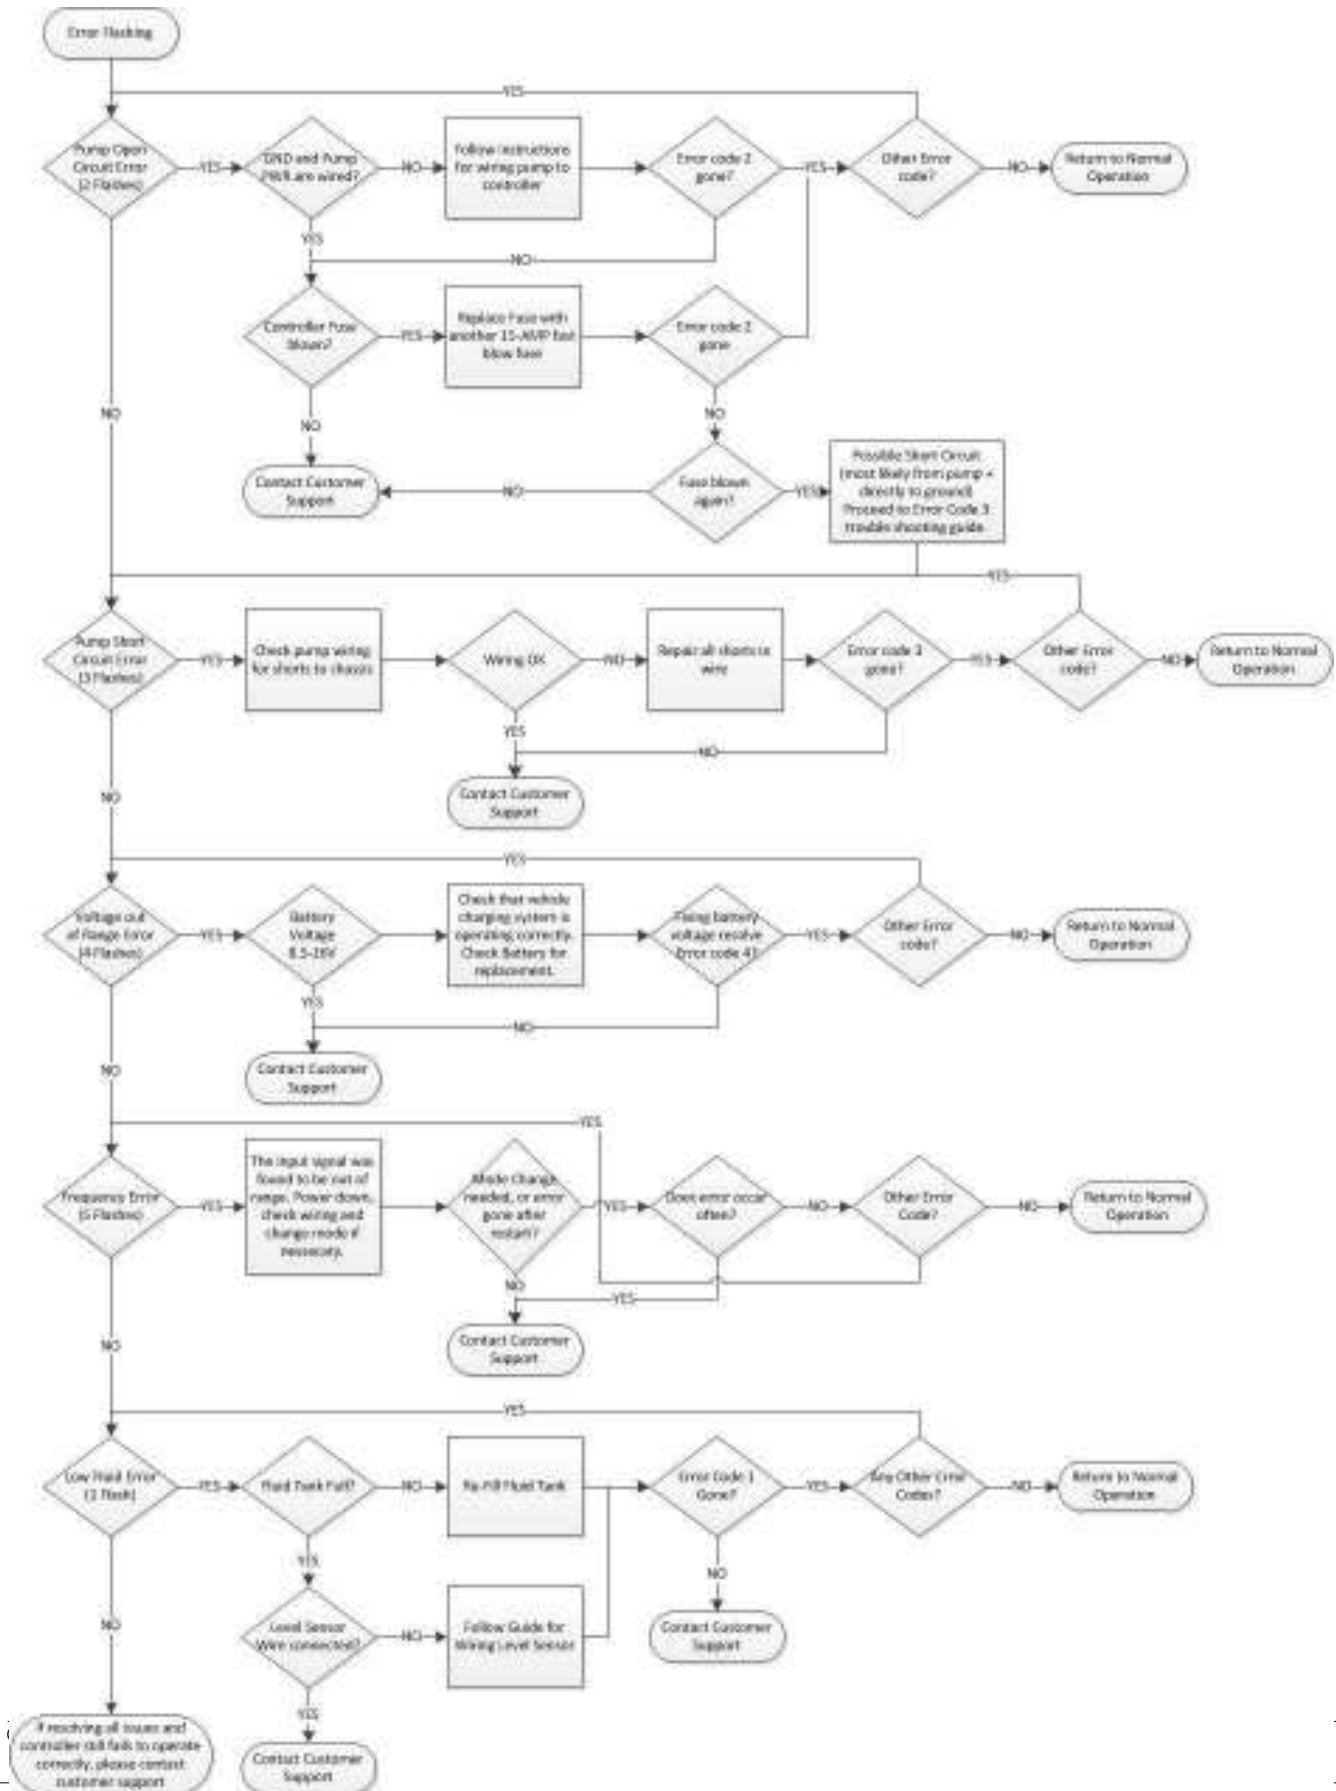 Error Flashing
YES
Pump Open
Circuit Error
(2 Flashes)
YES
GND and Pump
PWR are wired?
NO
Follow Instructions
for wiring pump to
controller
Error code 2
gone?
YES
Other Error
code?
NO
Return to Normal
Operation
YES
NO
Controller Fuse
blown?
YES
Replace Fuse with
another 15-AMP fast
blow fuse
Error code 2
gone
NO
NO
NO
Contact Customer
Support
NO
Fuse blown
again?
YES
Possible Short Circuit
(most likely from pump +
directly to ground)
Proceed to Error Code 3
trouble shooting guide.
YES
Pump Short
Circuit Error
(3 Flashes)
YES
Check pump wiring
for shorts to chassis
Wiring OK
NO
Repair all shorts in
wire
Error code 3
gone?
YES
Other Error
code?
NO
Return to Normal
Operation
YES
NO
NO
Contact Customer
Support
YES
Voltage out
of Range Error
(4 Flashes)
YES
Battery
Voltage
8.5-16V
Check that vehicle
charging system is
operating correctly.
Check Battery for
replacement.
Fixing battery
voltage resolve
Error code 4?
YES
Other Error
code?
NO
Return to Normal
Operation
YES
NO
NO
Contact Customer
Support
YES
Frequency Error
(5 Flashes)
YES
The input signal was
found to be out of
range. Power down,
check wiring and
change mode if
nessecary.
Mode Change
needed, or error
gone after
restart?
YES
Does error occur
often?
NO
Other Error
Code?
NO
Return to Normal
Operation
NO
YES
NO
Contact Customer
Support
YES
Low Fluid Error
(1 flash)
YES
Fluid Tank Full?
NO
Re-Fill Fluid Tank
Error Code 1
Gone?
YES
Any Other Error
Codes?
NO
Return to Normal
Operation
YES
NO
NO
Level Sensor
Wire connected?
NO
Follow Guide for
Wiring Level Sensor
Contact Customer
Support
YES
If resolving all issues and
controller still fails to operate
correctly, please contact
customer support
Contact Customer
Support